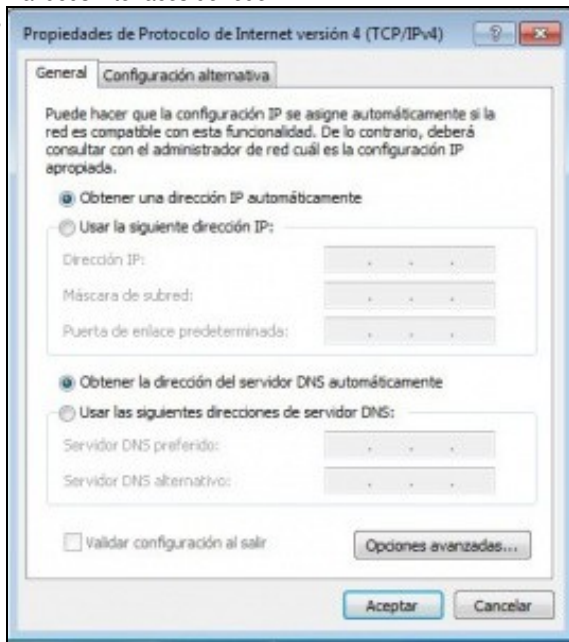 Propiedades de Protocolo de Internet versión 4 (TCP/IPv4)
General
Configuración alternativa
Puede hacer que la configuración IP se asigne automáticamente si la
red es compatible con esta funcionalidad. De lo contrario, deberá
consultar con el administrador de red cuál es la configuración IP
apropiada.
Obtener una dirección IP automáticamente
Usar la siguiente dirección IP:
Dirección IP:
Máscara de subred:
Puerta de enlace predeterminada:
Obtener la dirección del servidor DNS automáticamente
Usar las siguientes direcciones de servidor DNS:
Servidor DNS preferido:
Servidor DNS alternativo:
Validar configuración al salir
Opciones avanzadas...
Aceptar
Cancelar